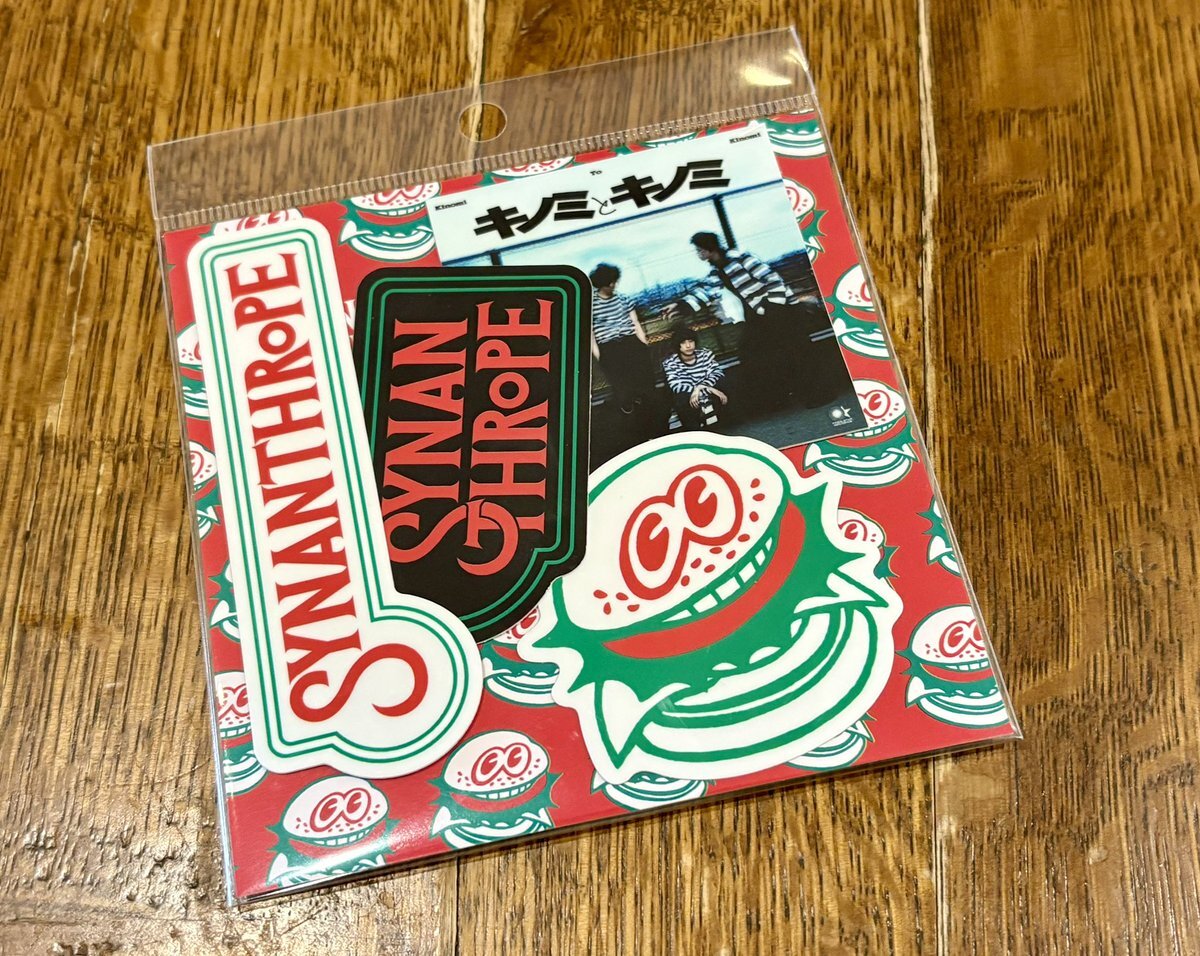 Kinomi
To
Kinomi
キノミとキノミ
SYNANTHROPE
SYNAN
THROPE